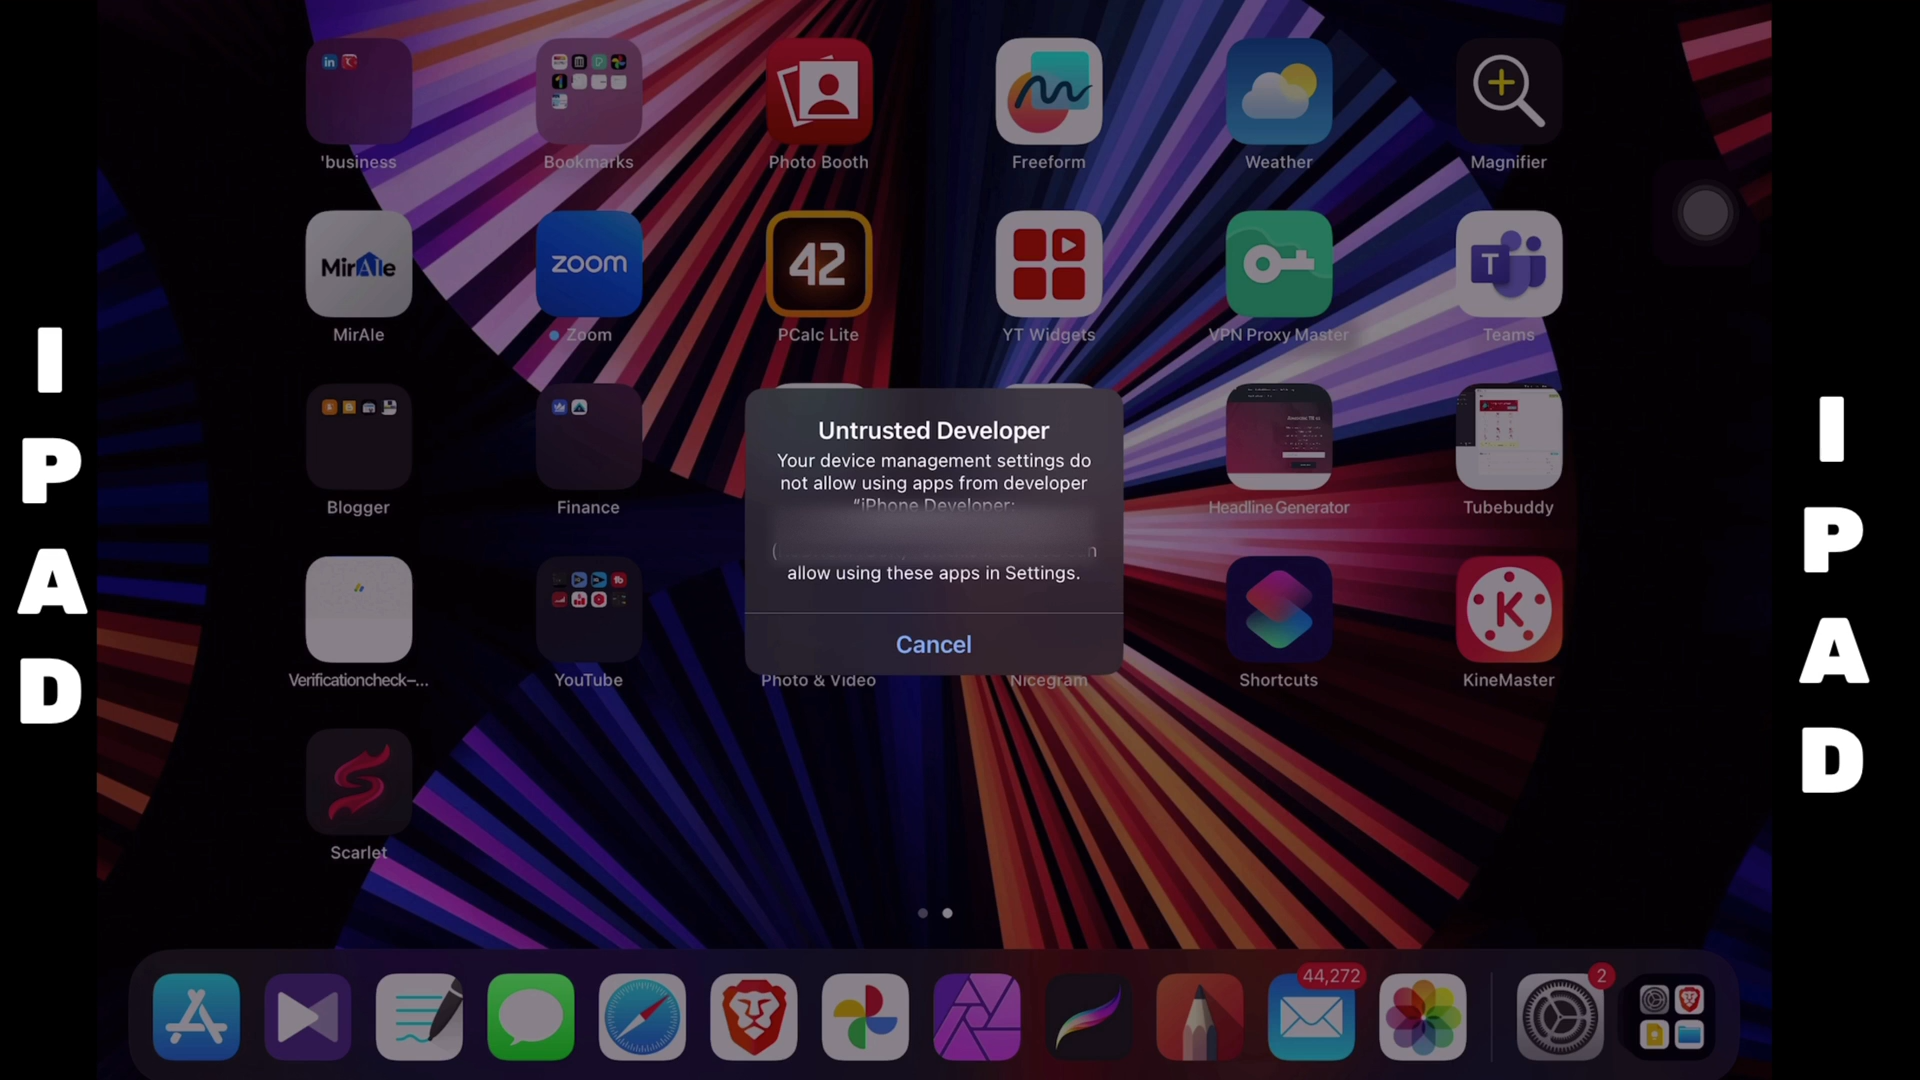 'business
Bookmarks
Photo Booth
Freeform
Weather
Magnifier
MirAIe
zoom
42
T
MirAle
Zoom
PCalc Lite
YT Widgets
VPN Proxy Master
Teams
Untrusted Developer
Your device management settings do
not allow using apps from developer
“iPhone Developer:
allow using these apps in Settings.
Cancel
Blogger
Finance
Headline Generator
Tubebuddy
K
Verificationcheck–...
YouTube
Photo & Video
Nicegram
Shortcuts
KineMaster
Scarlet
44,272
2
I
P
A
D
I
P
A
D